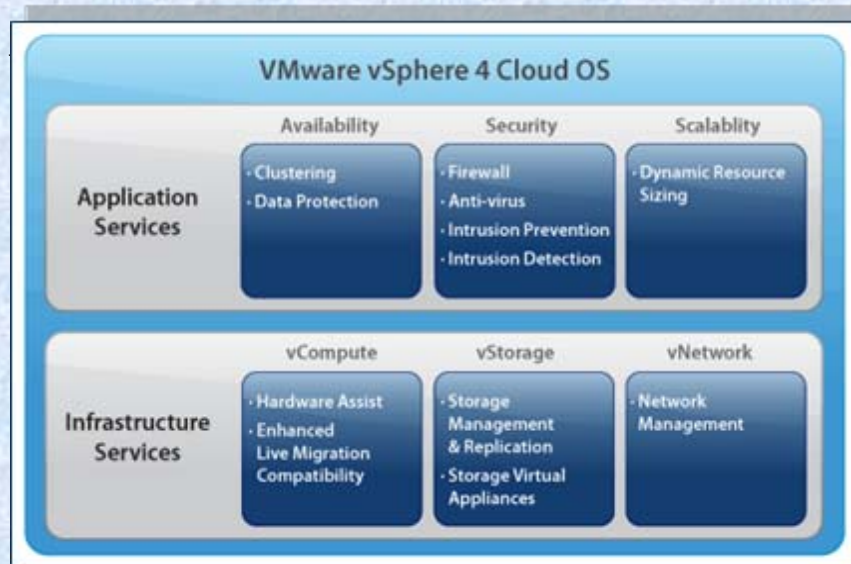 VMware vSphere 4 Cloud OS
Application
Services
Availability
· Clustering
· Data Protection
Security
· Firewall
· Anti-virus
· Intrusion Prevention
· Intrusion Detection
Scalablity
· Dynamic Resource
Sizing
Infrastructure
Services
vCompute
· Hardware Assist
· Enhanced
Live Migration
Compatibility
vStorage
· Storage
Management
& Replication
· Storage Virtual
Appliances
vNetwork
· Network
Management